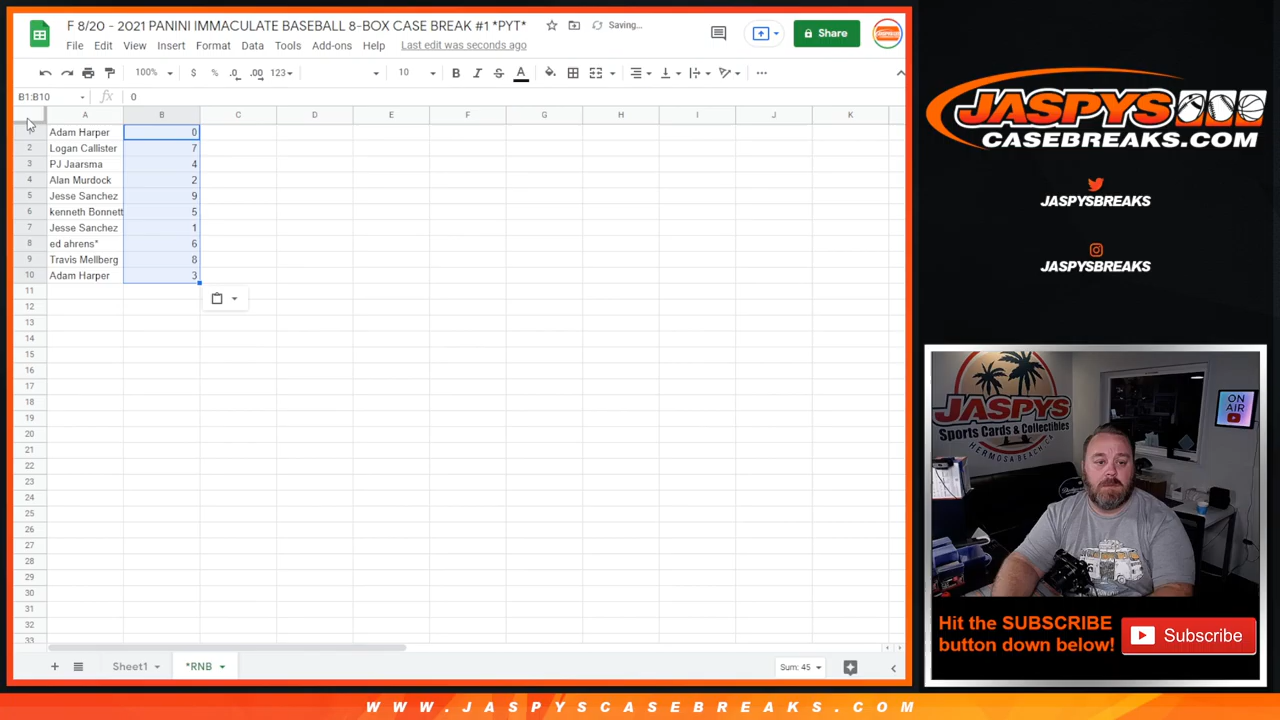 F 8/20 - 2021 PANINI IMMACULATE BASEBALL 8-BOX CASE BREAK #1 *PYT*
Saving...
File Edit View Insert Format Data Tools Add-ons Help Last edit was seconds ago
Share
100% $ % .0 .00 123 10 B I S A
B1:B10 fx 0
A B C D E F G H I J K
Adam Harper 0
2 Logan Callister 7
3 PJ Jaarsma 4
4 Alan Murdock 2
5 Jesse Sanchez 9
6 kenneth Bonnett 5
7 Jesse Sanchez 1
8 ed ahrens* 6
9 Travis Mellberg 8
10 Adam Harper 3
11
12
13
14
15
16
17
18
19
20
21
22
23
24
25
26
27
28
29
30
31
32
33
Sheet1 *RNB Sum: 45
JASPYS
CASEBREAKS.COM
JASPYSBREAKS
JASPYSBREAKS
JASPYS
Sports Cards & Collectibles
HERMOSA BEACH, CA
ON
AIR
Hit the SUBSCRIBE
button down below!
Subscribe
WWW.JASPYSCASEBREAKS.COM